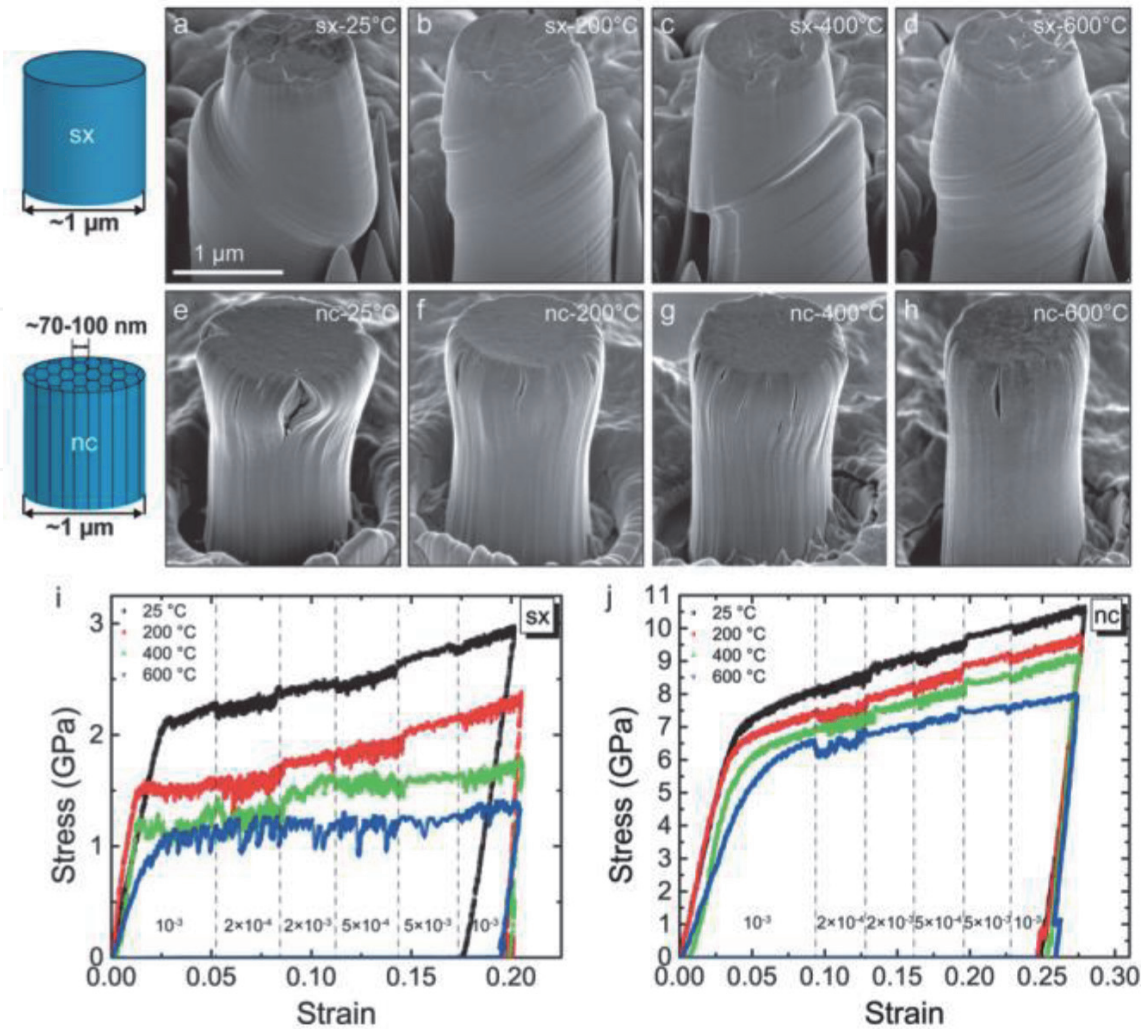 a
sx-25°C
b
sx-200°C
c
sx-400°C
d
sx-600°C
sx
~1 μm
1 μm
e
nc-25°C
f
nc-200°C
g
nc-400°C
h
nc-600°C
~70-100 nm
nc
~1 μm
i
25 °C
200 °C
400 °C
600 °C
sx
3
2
1
0
Stress (GPa)
10⁻³
2×10⁻⁴
2×10⁻³
5×10⁻⁴
5×10⁻³
10⁻³
0.00 0.05 0.10 0.15 0.20
Strain
j
25 °C
200 °C
400 °C
600 °C
nc
11
10
9
8
7
6
5
4
3
2
1
0
Stress (GPa)
10⁻³
2×10⁻⁴
2×10⁻³
5×10⁻⁴
5×10⁻³
10⁻³
0.00 0.05 0.10 0.15 0.20 0.25 0.30
Strain